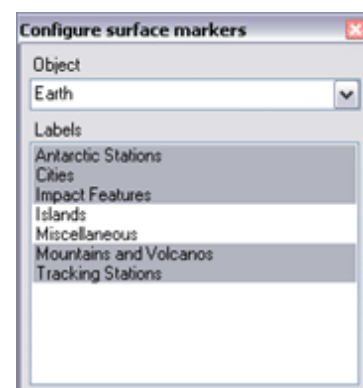 Configure surface markers
Object
Earth
Labels
Antarctic Stations
Cities
Impact Features
Islands
Miscellaneous
Mountains and Volcanos
Tracking Stations